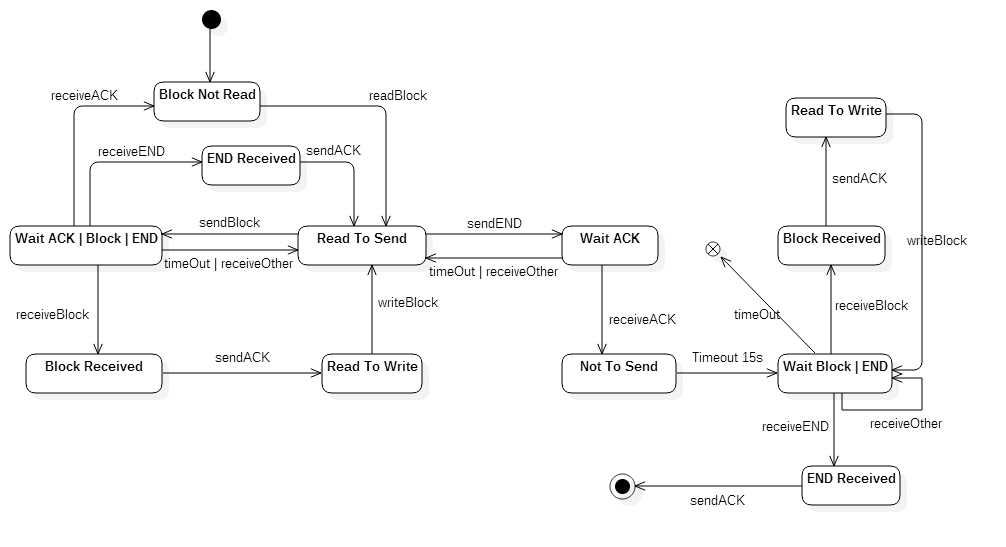 Block Not Read
receiveACK
readBlock
Read To Write
receiveEND
END Received
sendACK
sendACK
Wait ACK | Block | END
sendBlock
Read To Send
sendEND
Wait ACK
Block Received
writeBlock
timeOut | receiveOther
timeOut | receiveOther
receiveBlock
writeBlock
receiveBlock
timeOut
receiveACK
Block Received
sendACK
Read To Write
Not To Send
Timeout 15s
Wait Block | END
receiveEND
receiveOther
END Received
sendACK